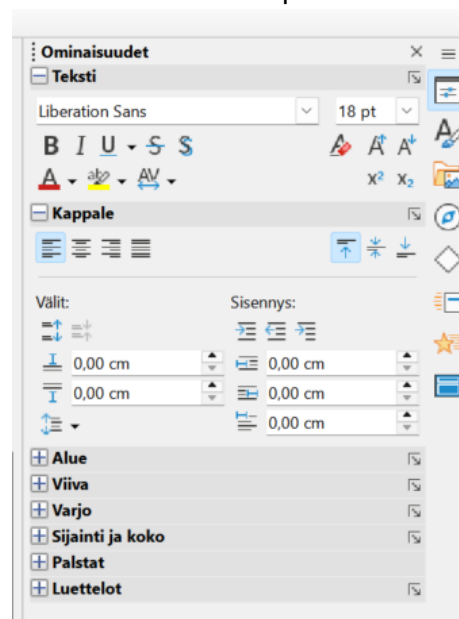 Ominaisuudet
Teksti
Liberation Sans 18 pt
Kappale
Välit: Sisennys:
0,00 cm 0,00 cm
0,00 cm 0,00 cm
0,00 cm
Alue
Viiva
Varjo
Sijainti ja koko
Palstat
Luettelot